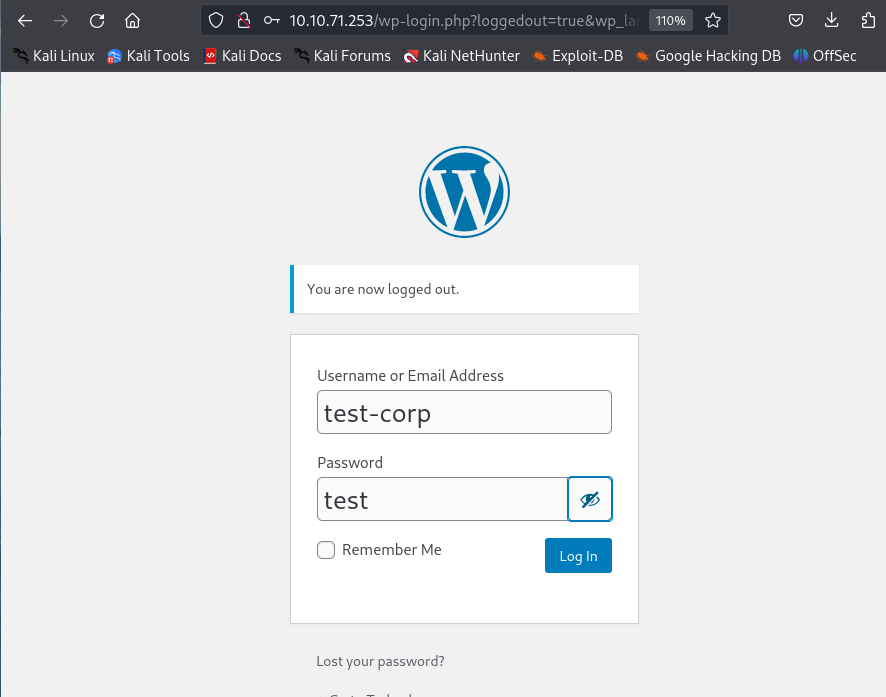 10.10.71.253/wp-login.php?loggedout=true&wp_la 110%
Kali Linux Kali Tools Kali Docs Kali Forums Kali NetHunter Exploit-DB Google Hacking DB OffSec
You are now logged out.
Username or Email Address
test-corp
Password
test
Remember Me Log In
Lost your password?